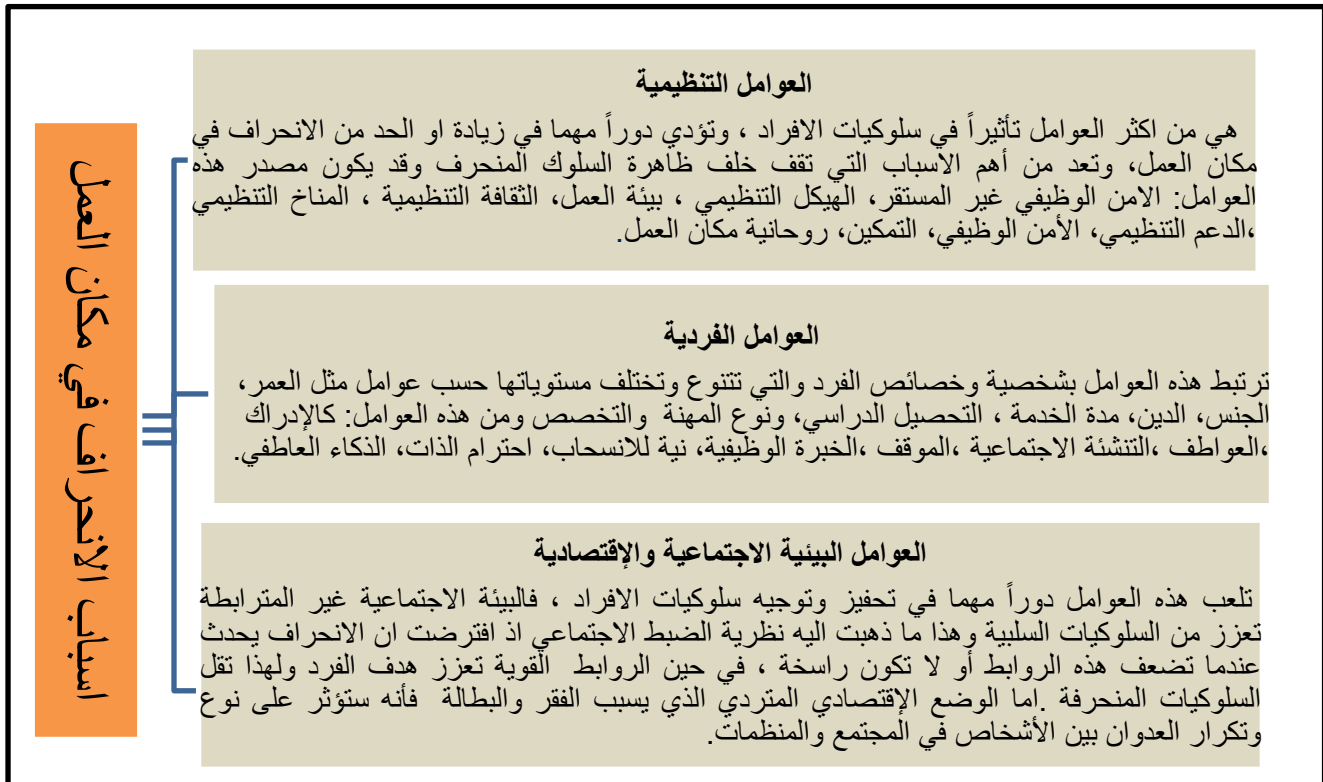 اسباب الانحراف في مكان العمل
العوامل التنظيمية
هي من اكثر العوامل تأثيراً في سلوكيات الافراد ، وتؤدي دوراً مهما في زيادة او الحد من الانحراف في
مكان العمل، وتعد من أهم الاسباب التي تقف خلف ظاهرة السلوك المنحرف وقد يكون مصدر هذه
العوامل: الامن الوظيفي غير المستقر، الهيكل التنظيمي ، بيئة العمل، الثقافة التنظيمية ، المناخ التنظيمي
،الدعم التنظيمي، الأمن الوظيفي، التمكين، روحانية مكان العمل.
العوامل الفردية
ترتبط هذه العوامل بشخصية وخصائص الفرد والتي تتنوع وتختلف مستوياتها حسب عوامل مثل العمر،
الجنس، الدين، مدة الخدمة ، التحصيل الدراسي، ونوع المهنة والتخصص ومن هذه العوامل: كالإدراك
،العواطف ،التنشئة الاجتماعية ،الموقف ،الخبرة الوظيفية، نية للانسحاب، احترام الذات، الذكاء العاطفي.
العوامل البيئية الاجتماعية والإقتصادية
تلعب هذه العوامل دوراً مهما في تحفيز وتوجيه سلوكيات الافراد ، فالبيئة الاجتماعية غير المترابطة
تعزز من السلوكيات السلبية وهذا ما ذهبت اليه نظرية الضبط الاجتماعي اذ افترضت ان الانحراف يحدث
عندما تضعف هذه الروابط أو لا تكون راسخة ، في حين الروابط القوية تعزز هدف الفرد ولهذا تقل
السلوكيات المنحرفة .اما الوضع الإقتصادي المتردي الذي يسبب الفقر والبطالة فأنه ستؤثر على نوع
وتكرار العدوان بين الأشخاص في المجتمع والمنظمات.